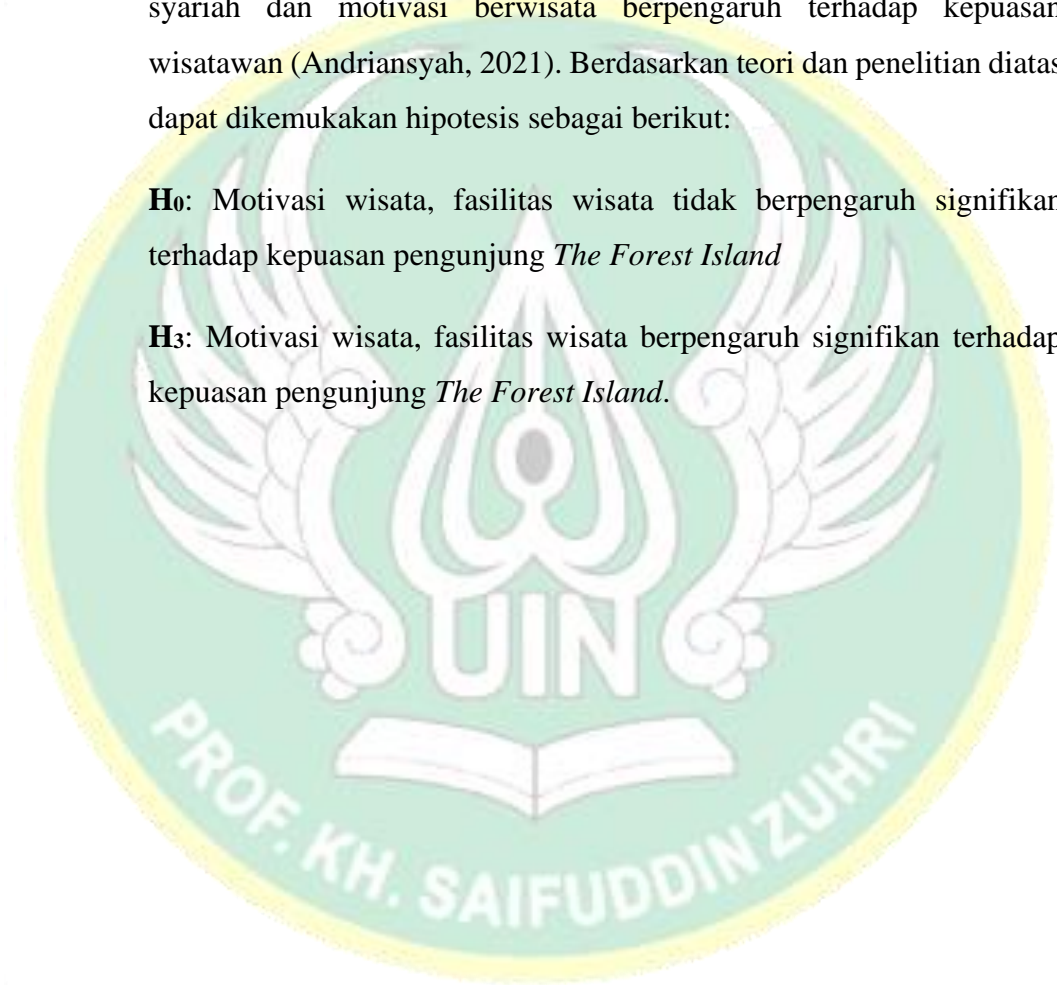 syariah dan motivasi berwisata berpengaruh terhadap kepuasan
wisatawan (Andriansyah, 2021). Berdasarkan teori dan penelitian diatas
dapat dikemukakan hipotesis sebagai berikut:
H₀: Motivasi wisata, fasilitas wisata tidak berpengaruh signifikan
terhadap kepuasan pengunjung The Forest Island
H₃: Motivasi wisata, fasilitas wisata berpengaruh signifikan terhadap
kepuasan pengunjung The Forest Island.
UIN
PROF. KH. SAIFUDDIN ZUHRI